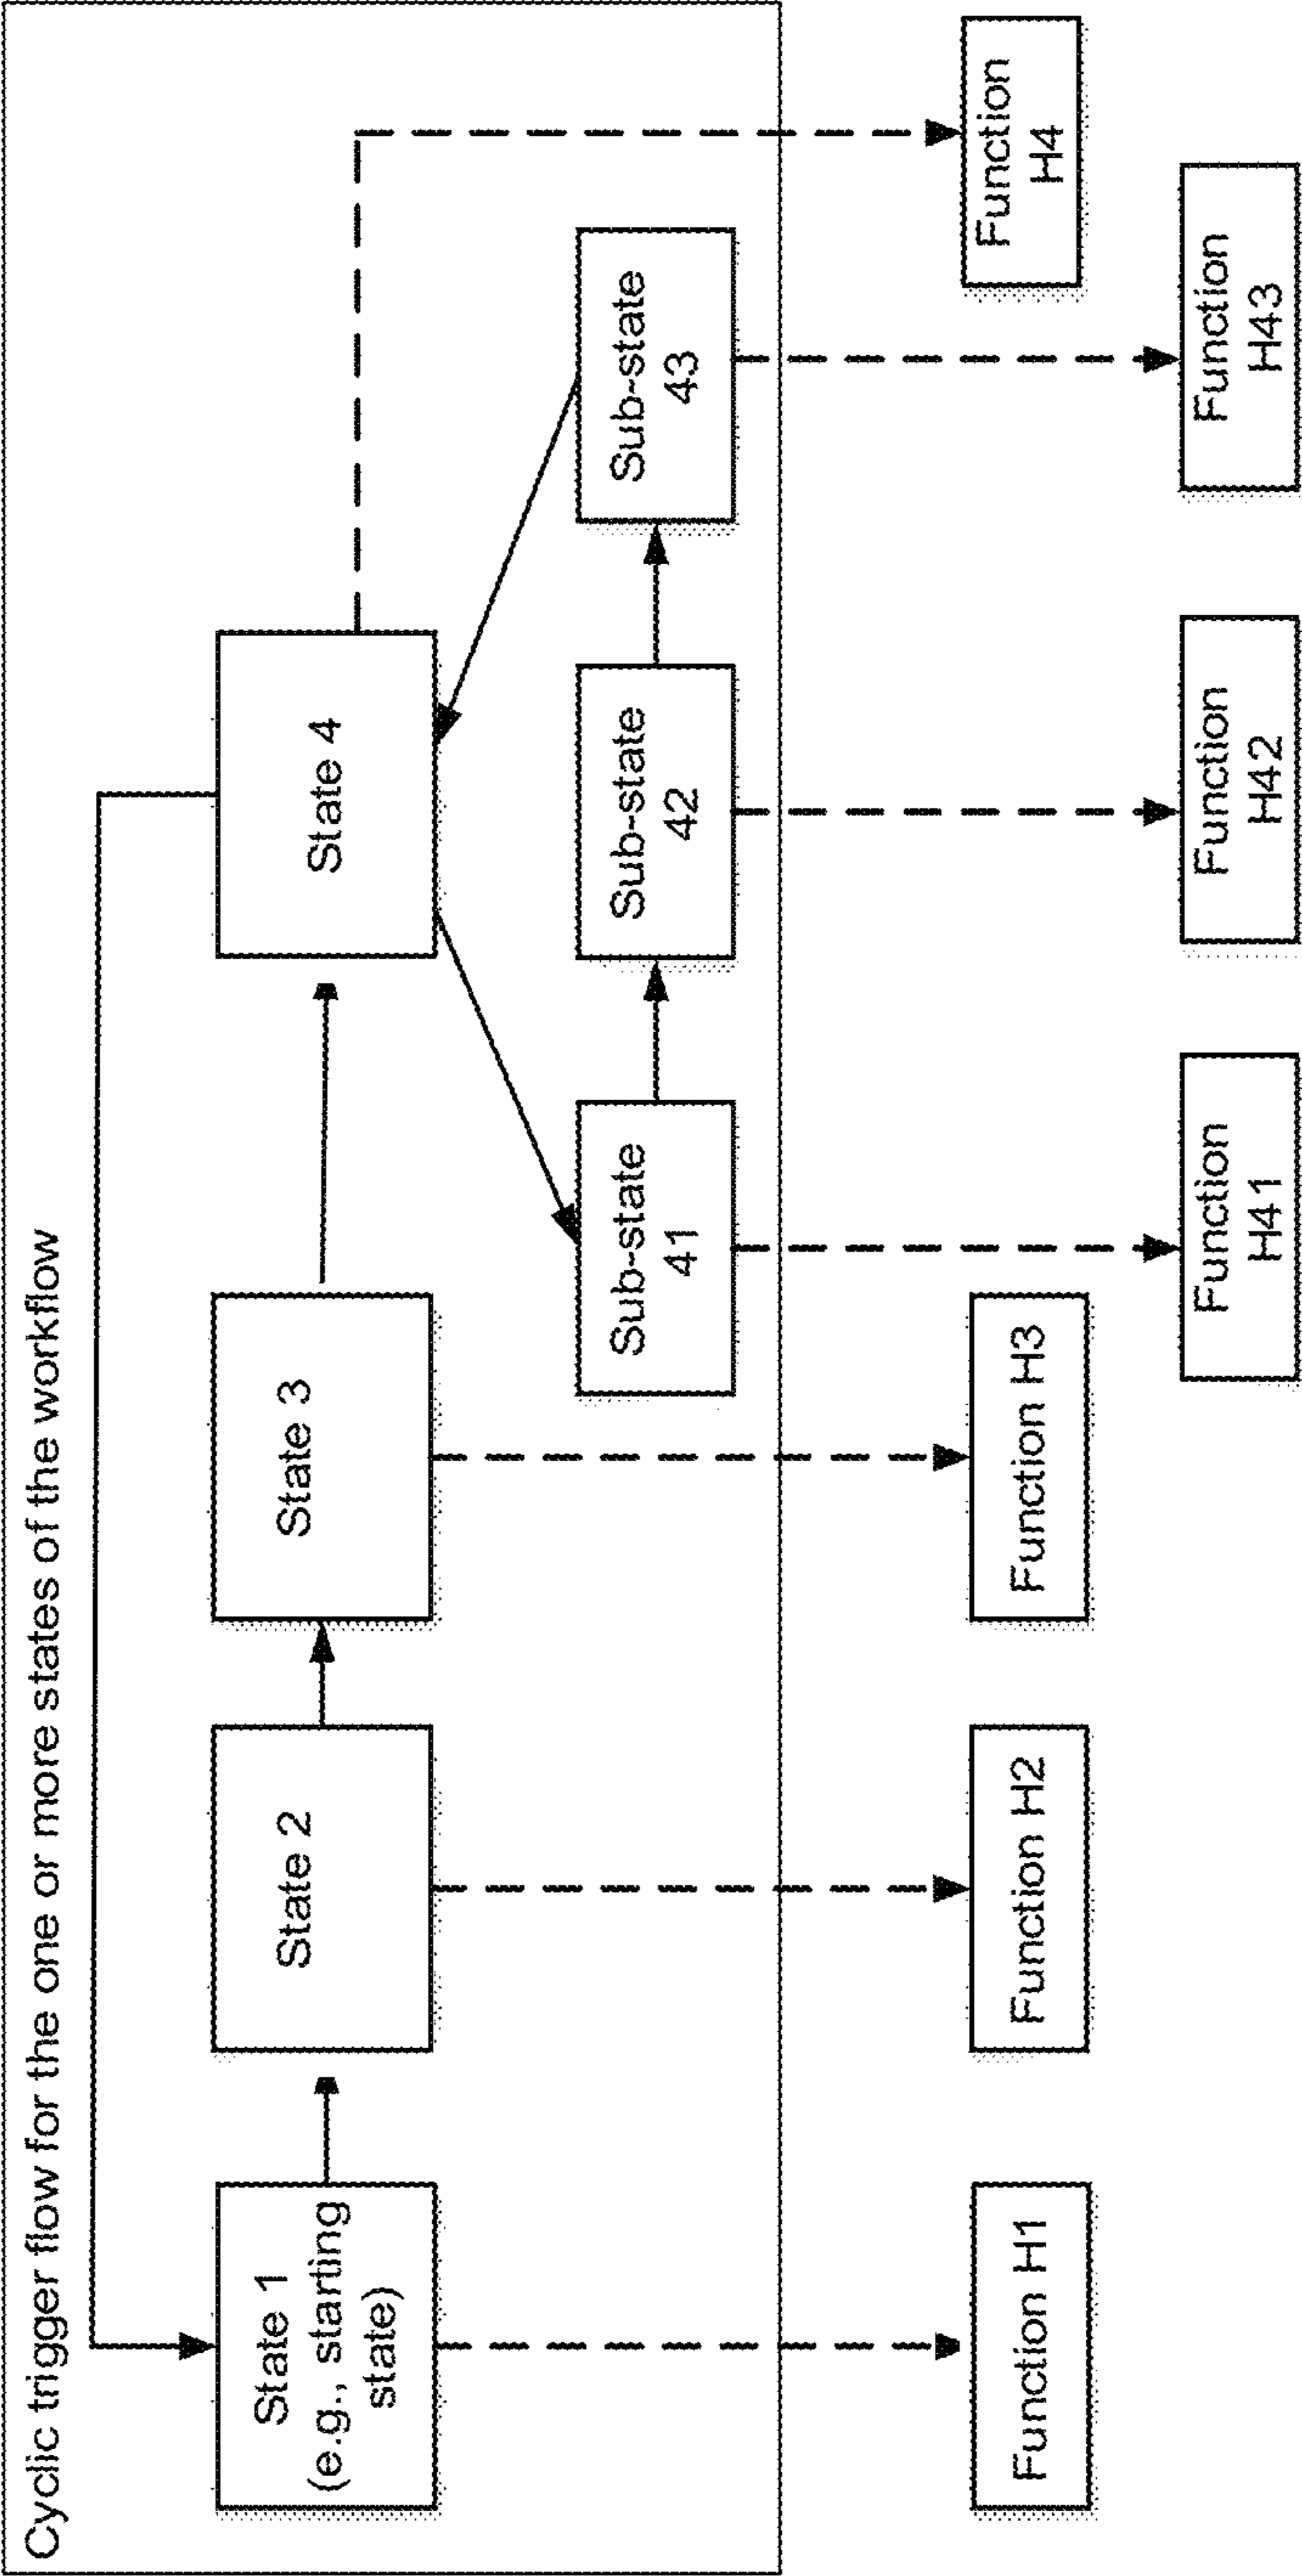 Cyclic trigger flow for the one or more states of the workflow
State 1
(e.g., starting
state)
State 2
State 3
State 4
Sub-state
41
Sub-state
42
Sub-state
43
Function H1
Function H2
Function H3
Function
H4
Function
H41
Function
H42
Function
H43